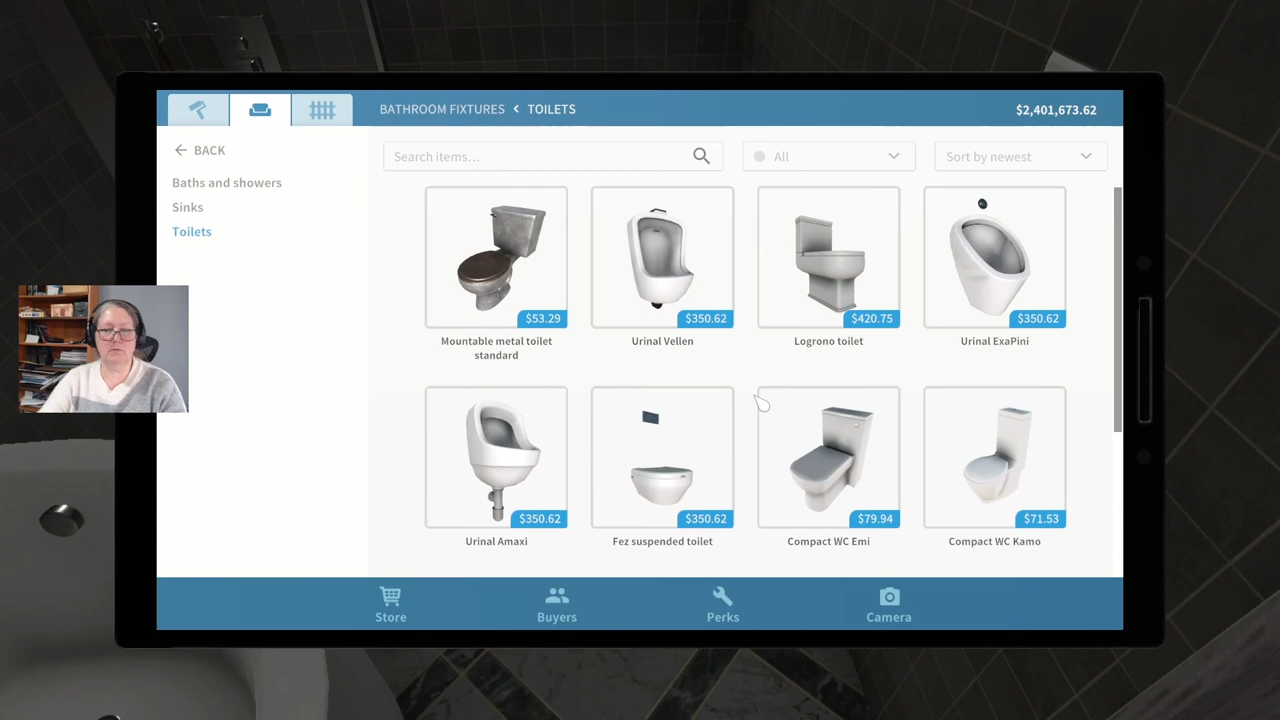 BATHROOM FIXTURES < TOILETS
$2,401,673.62
BACK
Search items...
All
Sort by newest
Baths and showers
Sinks
Toilets
$53.29
$350.62
$420.75
$350.62
Mountable metal toilet
standard
Urinal Vellen
Logrono toilet
Urinal ExaPini
$350.62
$350.62
$79.94
$71.53
Urinal Amaxi
Fez suspended toilet
Compact WC Emi
Compact WC Kamo
Store
Buyers
Perks
Camera